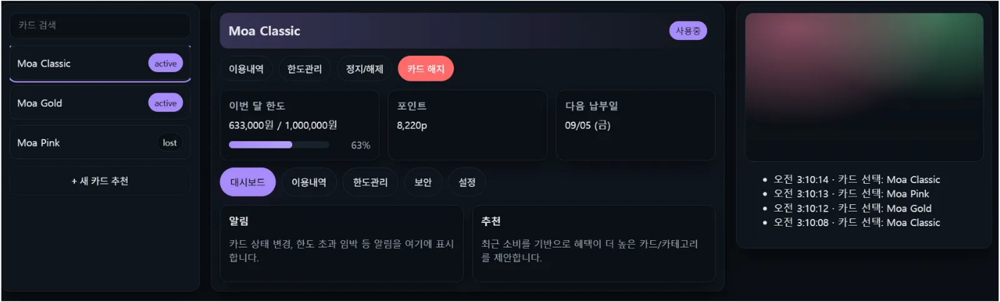 카드 검색
Moa Classic
active
Moa Gold
active
Moa Pink
lost
+ 새 카드 추천
Moa Classic
사용중
이용내역
한도관리
정지/해제
카드 해지
이번 달 한도
633,000원 / 1,000,000원
63%
포인트
8,220p
다음 납부일
09/05 (금)
대시보드
이용내역
한도관리
보안
설정
알림
카드 상태 변경, 한도 초과 임박 등 알림을 여기에 표시
합니다.
추천
최근 소비를 기반으로 혜택이 더 높은 카드/카테고리
를 제안합니다.
오전 3:10:14 · 카드 선택: Moa Classic
오전 3:10:13 · 카드 선택: Moa Pink
오전 3:10:12 · 카드 선택: Moa Gold
오전 3:10:08 · 카드 선택: Moa Classic